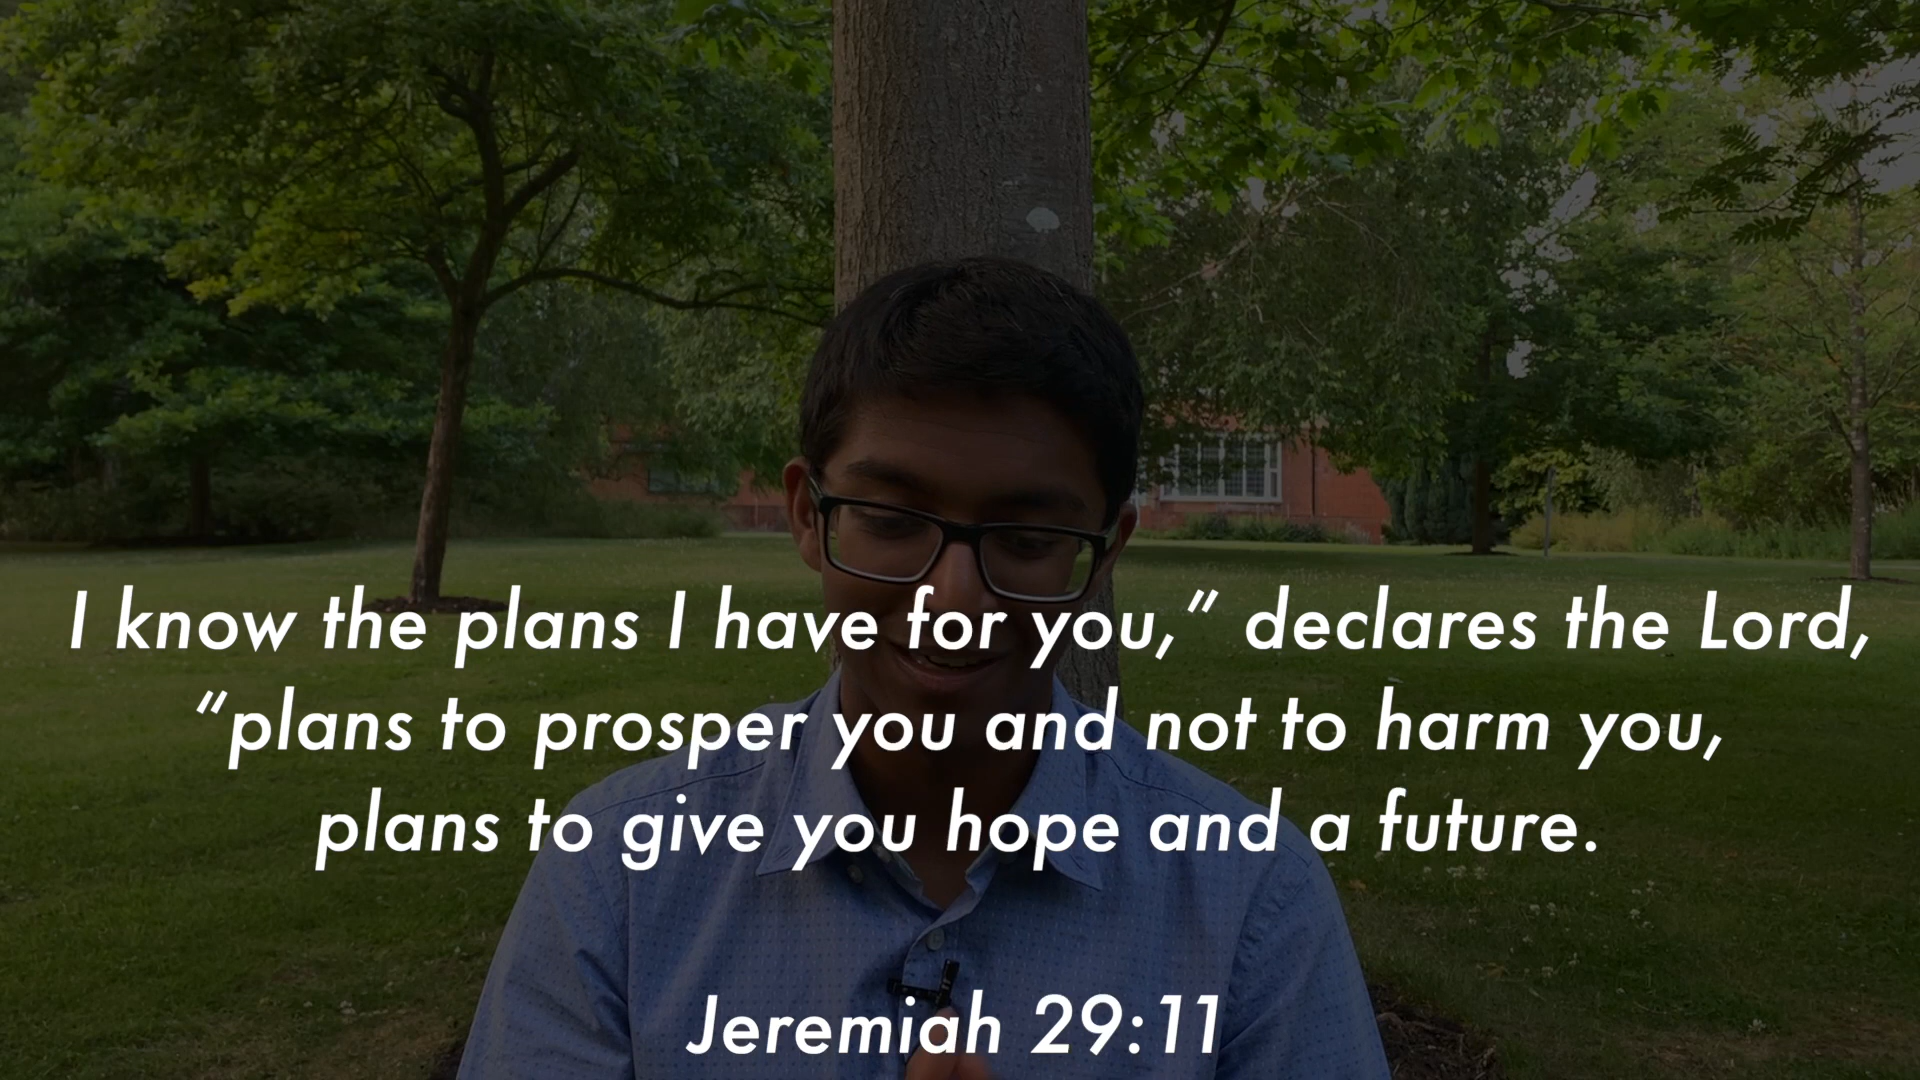 I know the plans I have for you,” declares the Lord,
“plans to prosper you and not to harm you,
plans to give you hope and a future.
Jeremiah 29:11